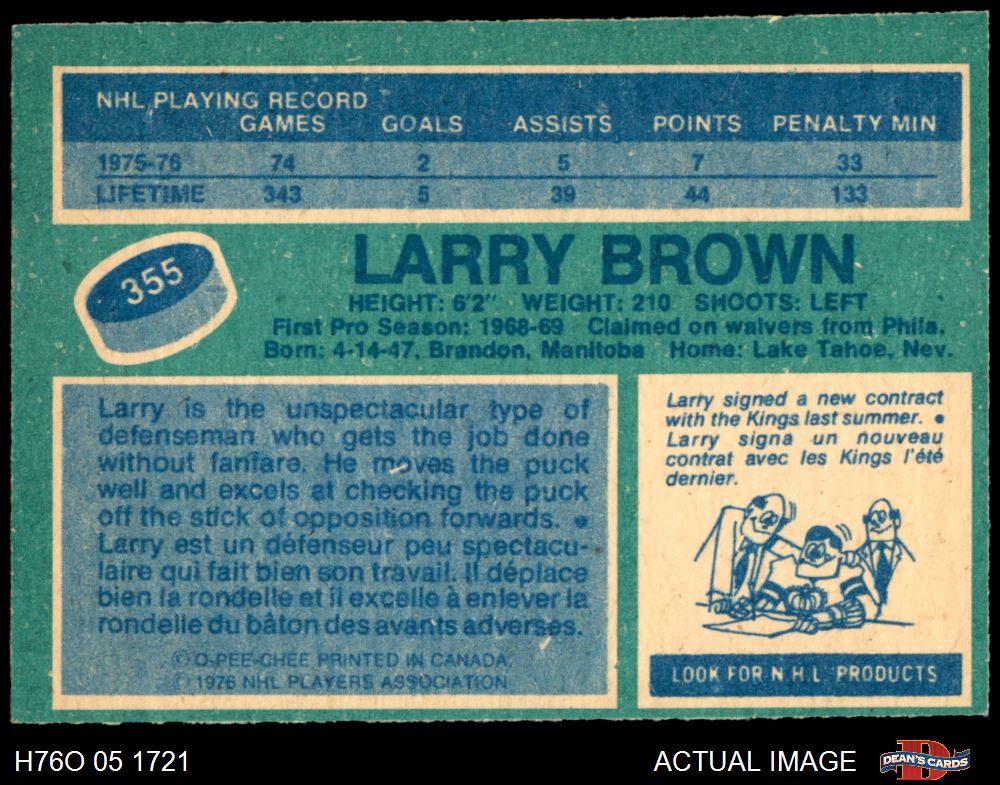 NHL PLAYING RECORD
GAMES GOALS ASSISTS POINTS PENALTY MIN
1975-76 74 2 5 7 33
LIFETIME 343 5 39 44 133
355
LARRY BROWN
HEIGHT: 6'2" WEIGHT: 210 SHOOTS: LEFT
First Pro Season: 1968-69 Claimed on waivers from Phila.
Born: 4-14-47, Brandon, Manitoba Home: Lake Tahoe, Nev.
Larry is the unspectacular type of
defenseman who gets the job done
without fanfare. He moves the puck
well and excels at checking the puck
off the stick of opposition forwards. •
Larry est un défenseur peu spectacu-
laire qui fait bien son travail. Il déplace
bien la rondelle et il excelle à enlever la
rondelle du bâton des avants adverses.
© O-PEE-CHEE PRINTED IN CANADA.
© 1976 NHL PLAYERS ASSOCIATION
Larry signed a new contract
with the Kings last summer. •
Larry signa un nouveau
contrat avec les Kings l'été
dernier.
LOOK FOR N.H.L. PRODUCTS
H76O 05 1721
ACTUAL IMAGE
DEAN'S CARDS